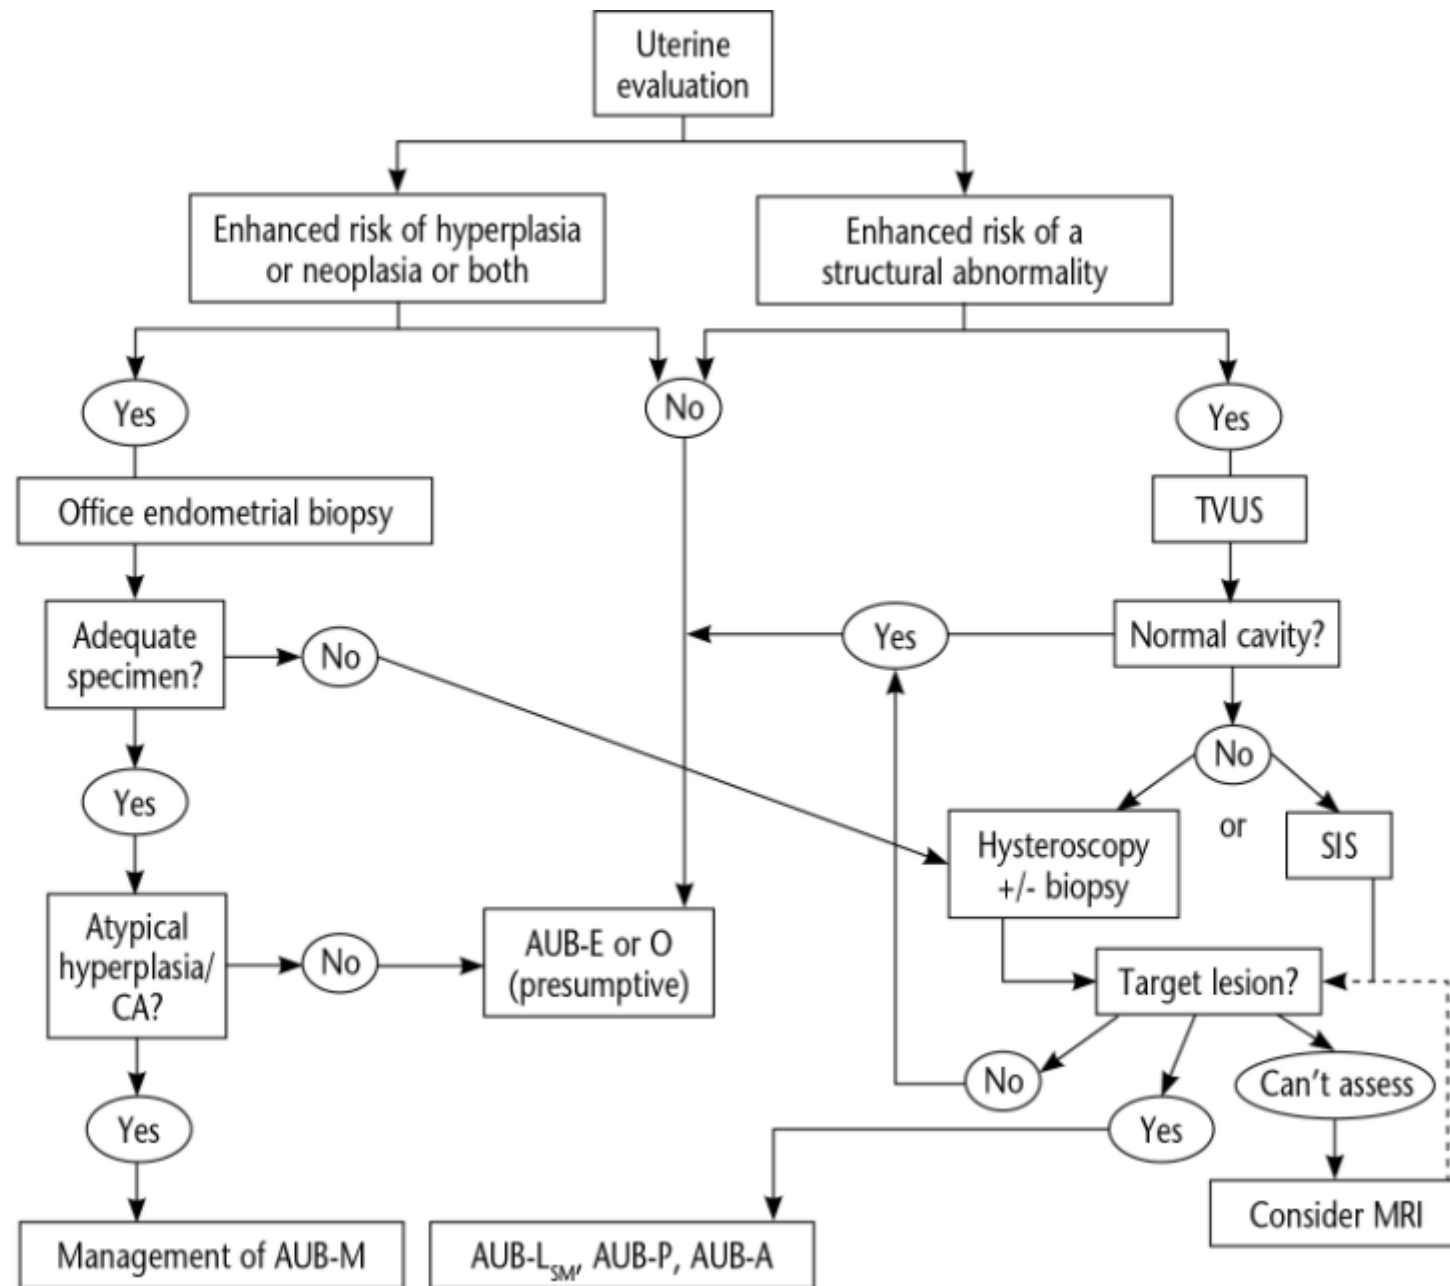 Uterine
evaluation
Enhanced risk of hyperplasia
or neoplasia or both
Enhanced risk of a
structural abnormality
Yes
No
Yes
Office endometrial biopsy
TVUS
Adequate
specimen?
No
Yes
Normal cavity?
Yes
No
Hysteroscopy
+/- biopsy
or
SIS
Atypical
hyperplasia/
CA?
No
AUB-E or O
(presumptive)
Target lesion?
No
Yes
Can't assess
Yes
Consider MRI
Management of AUB-M
AUB-LSM, AUB-P, AUB-A